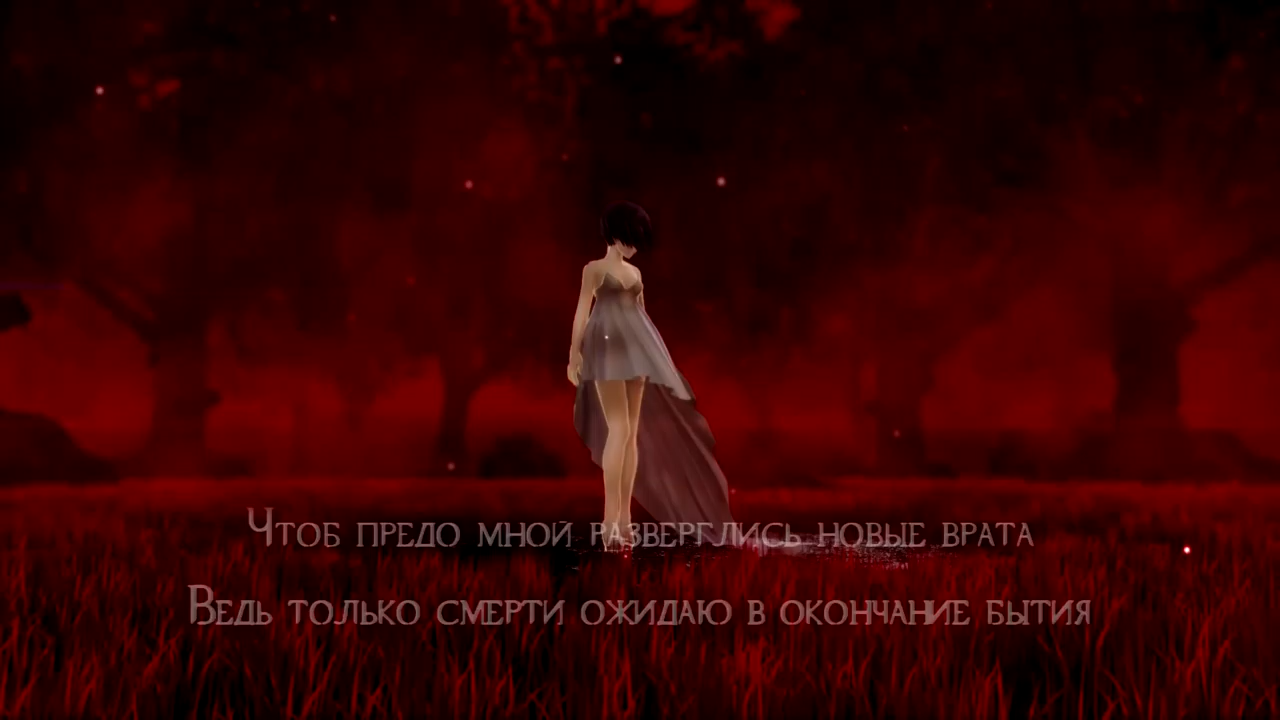 Чтоб предо мной разверглись новые врата
Ведь только смерти ожидаю в окончание бытия